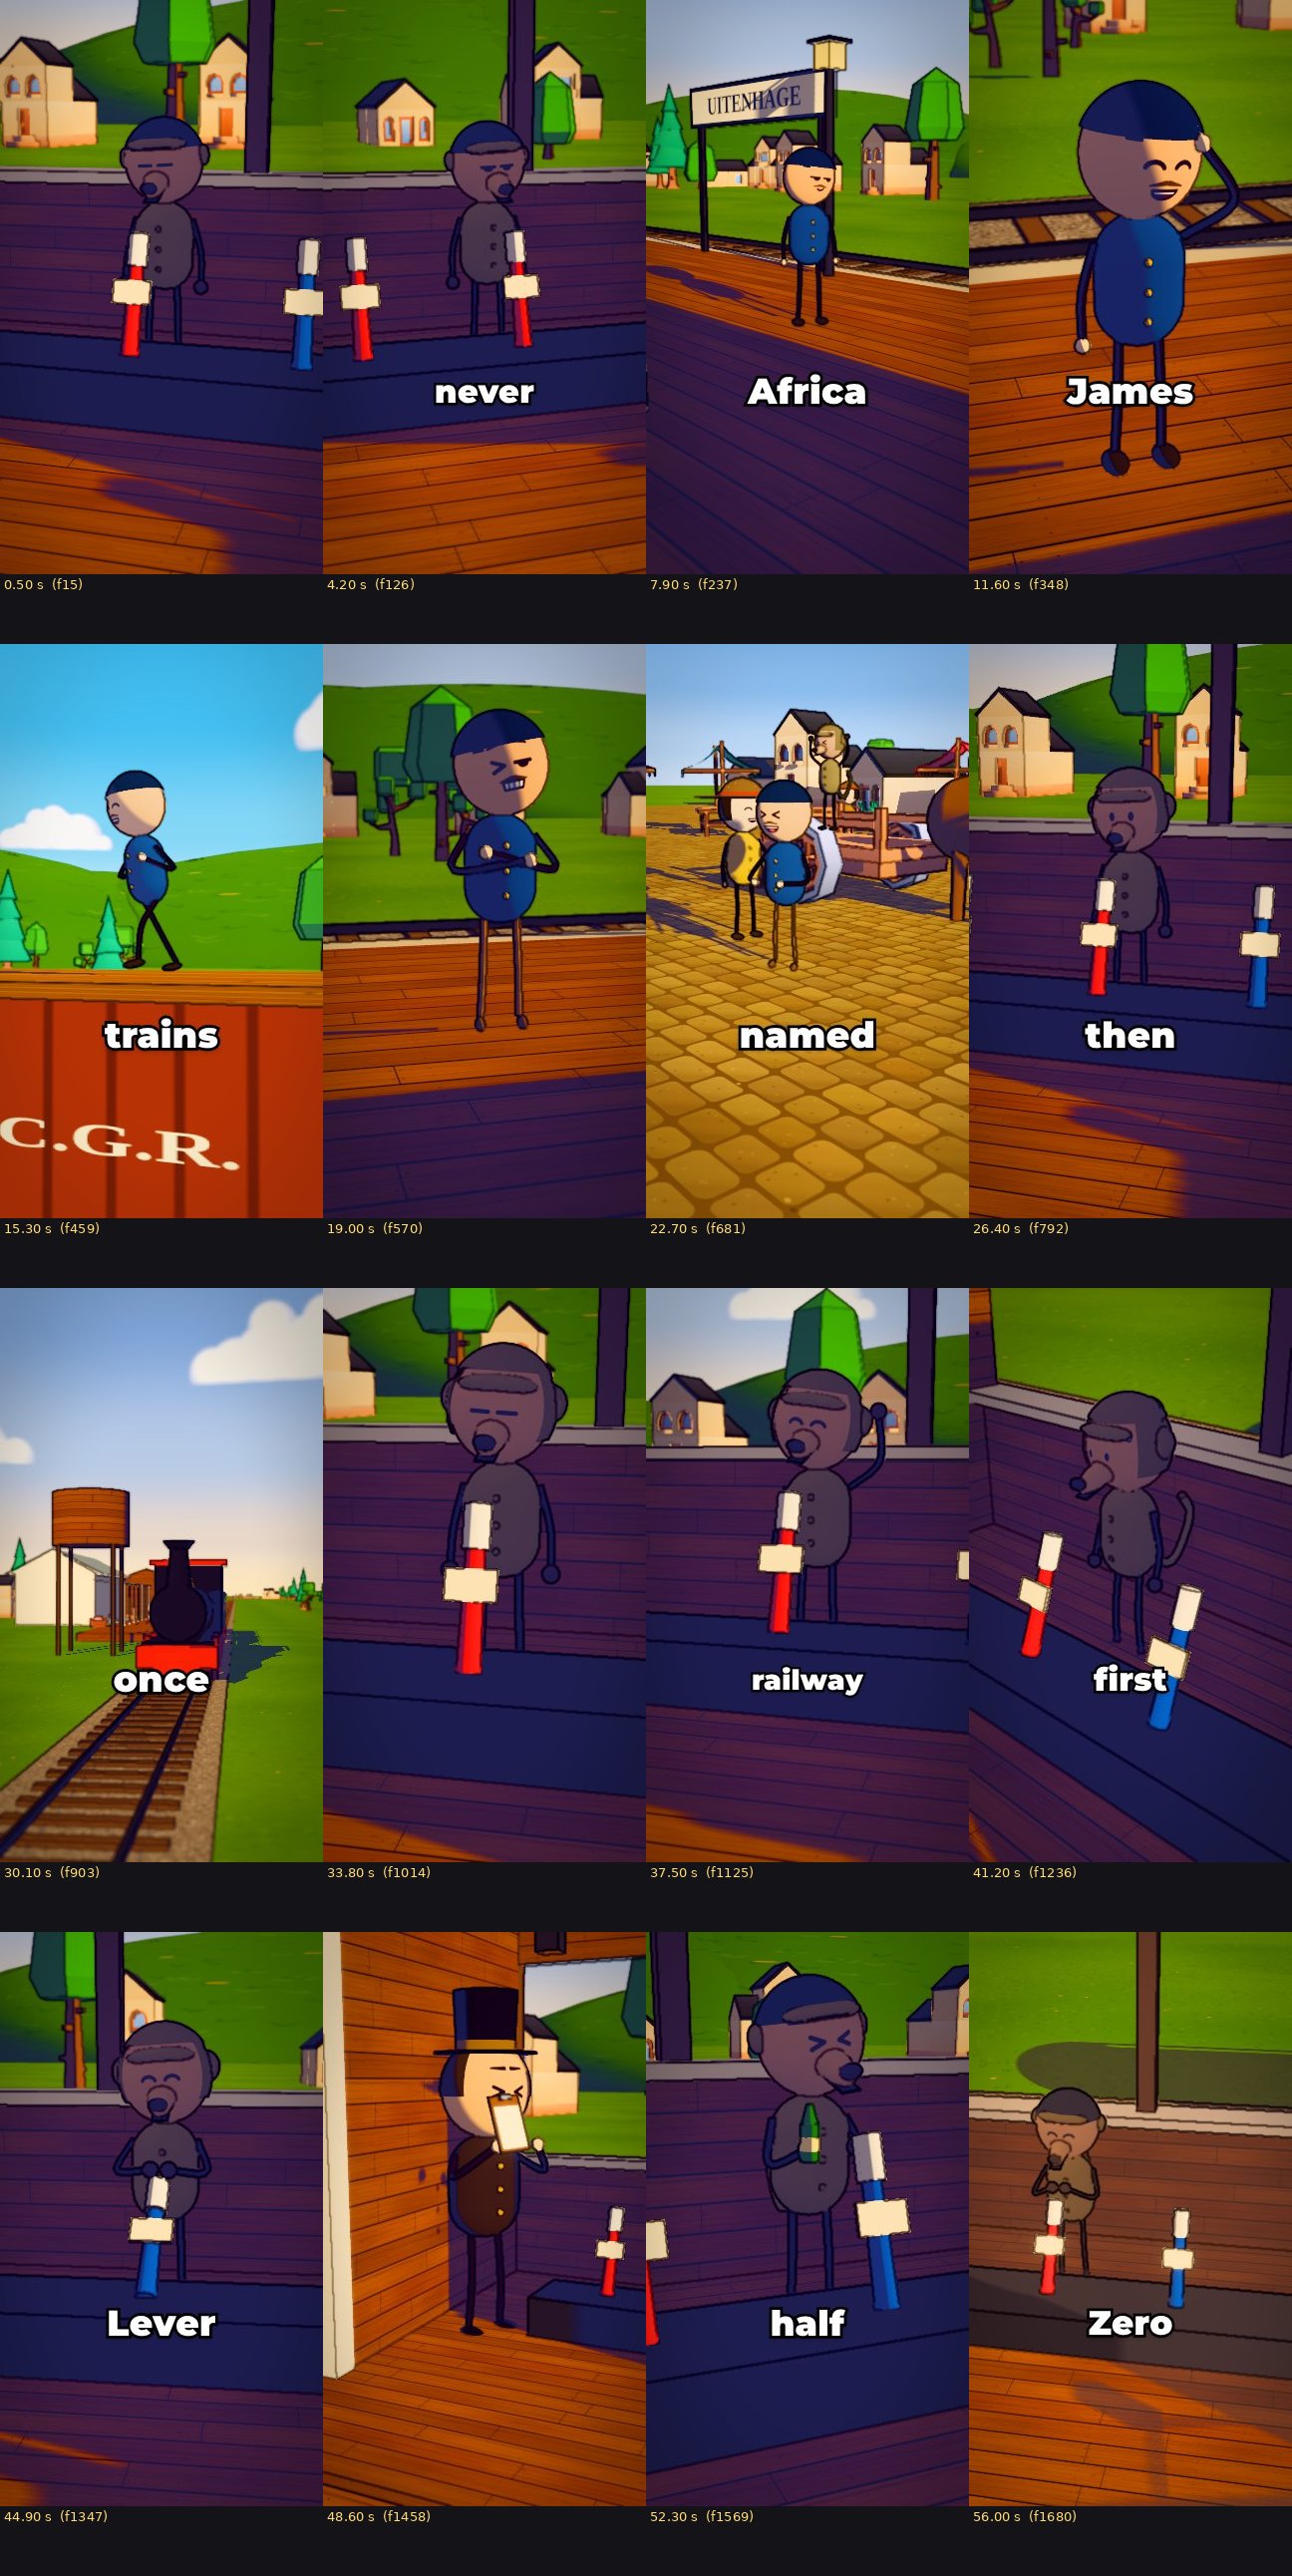 UITENHAGE
never
Africa
James
0.50 s (f15)
4.20 s (f126)
7.90 s (f237)
11.60 s (f348)
trains
named
then
C.G.R.
15.30 s (f459)
19.00 s (f570)
22.70 s (f681)
26.40 s (f792)
once
railway
first
30.10 s (f903)
33.80 s (f1014)
37.50 s (f1125)
41.20 s (f1236)
Lever
half
Zero
44.90 s (f1347)
48.60 s (f1458)
52.30 s (f1569)
56.00 s (f1680)